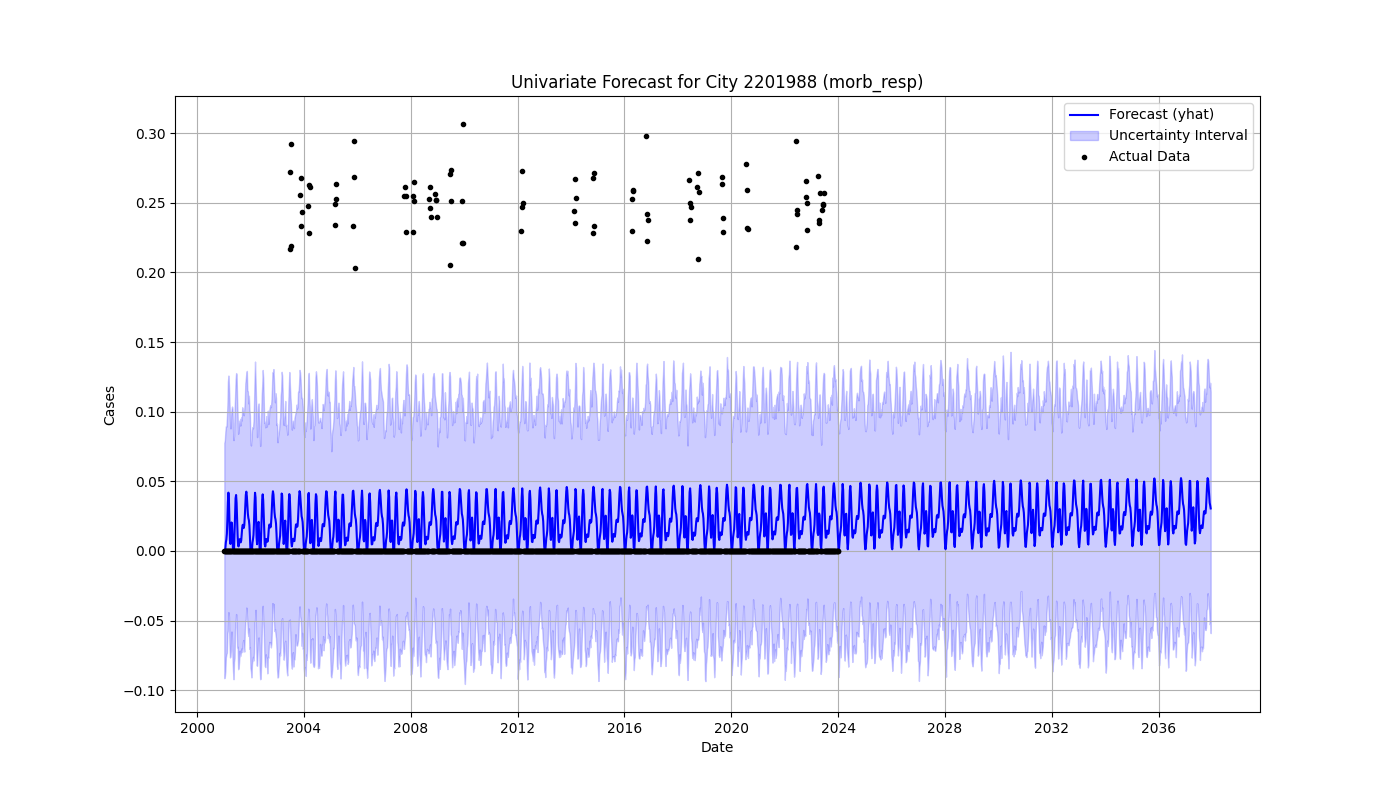 Univariate Forecast for City 2201988 (morb_resp)
Forecast (yhat)
Uncertainty Interval
Actual Data
Cases
0.30
0.25
0.20
0.15
0.10
0.05
0.00
−0.05
−0.10
2000 2004 2008 2012 2016 2020 2024 2028 2032 2036
Date